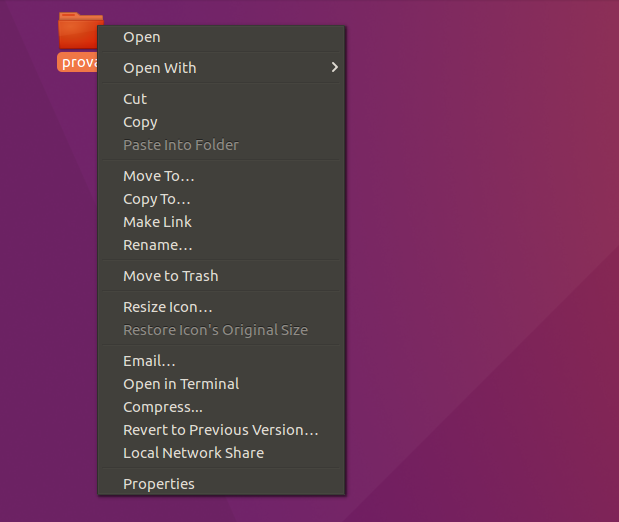 prova
Open
Open With
Cut
Copy
Paste Into Folder
Move To…
Copy To…
Make Link
Rename…
Move to Trash
Resize Icon…
Restore Icon's Original Size
Email…
Open in Terminal
Compress...
Revert to Previous Version…
Local Network Share
Properties